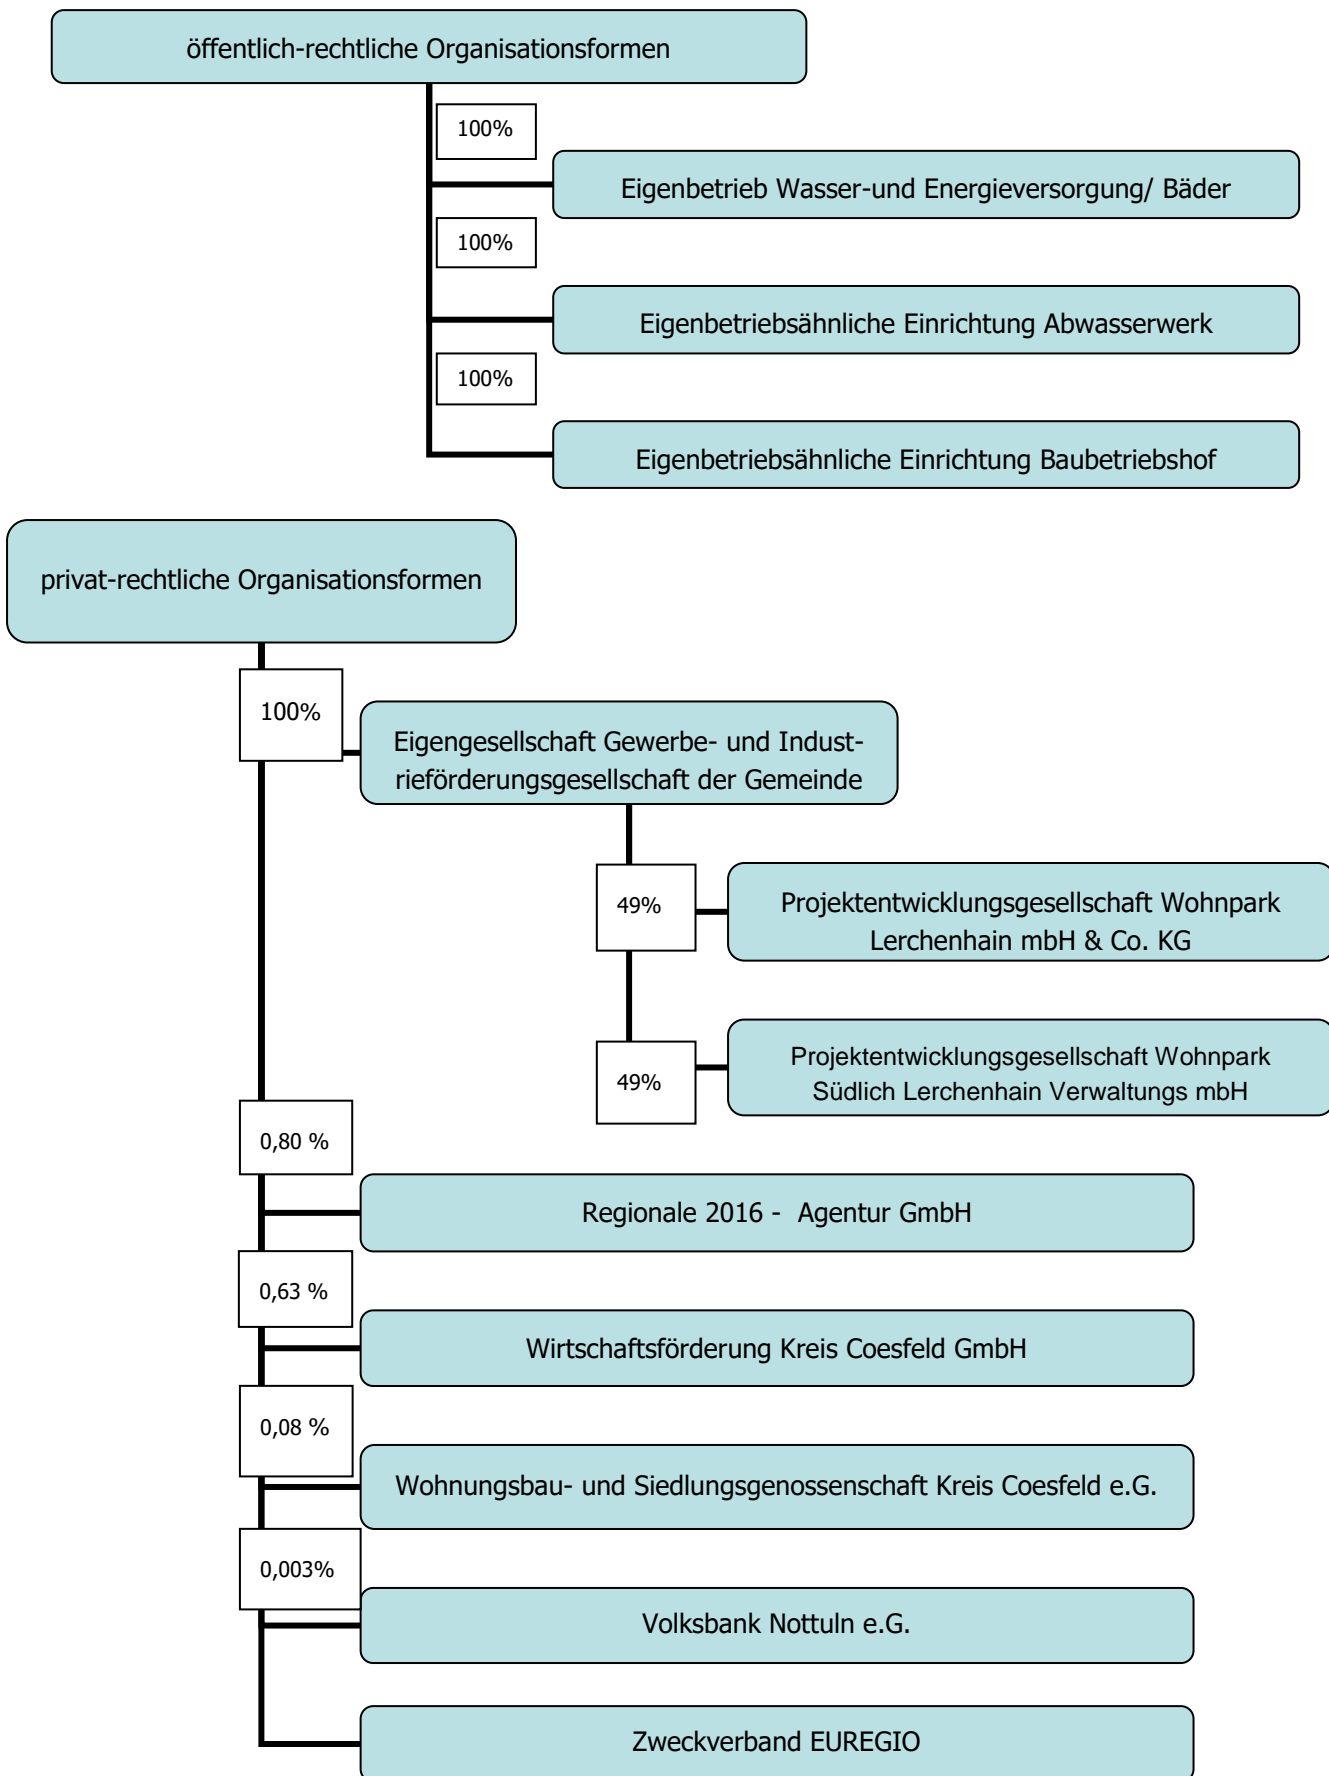 öffentlich-rechtliche Organisationsformen
100%
Eigenbetrieb Wasser-und Energieversorgung/ Bäder
100%
Eigenbetriebsähnliche Einrichtung Abwasserwerk
100%
Eigenbetriebsähnliche Einrichtung Baubetriebshof
privat-rechtliche Organisationsformen
100%
Eigengesellschaft Gewerbe- und Indust-
rieförderungsgesellschaft der Gemeinde
49%
Projektentwicklungsgesellschaft Wohnpark
Lerchenhain mbH & Co. KG
49%
Projektentwicklungsgesellschaft Wohnpark
Südlich Lerchenhain Verwaltungs mbH
0,80 %
Regionale 2016 -  Agentur GmbH
0,63 %
Wirtschaftsförderung Kreis Coesfeld GmbH
0,08 %
Wohnungsbau- und Siedlungsgenossenschaft Kreis Coesfeld e.G.
0,003%
Volksbank Nottuln e.G.
Zweckverband EUREGIO